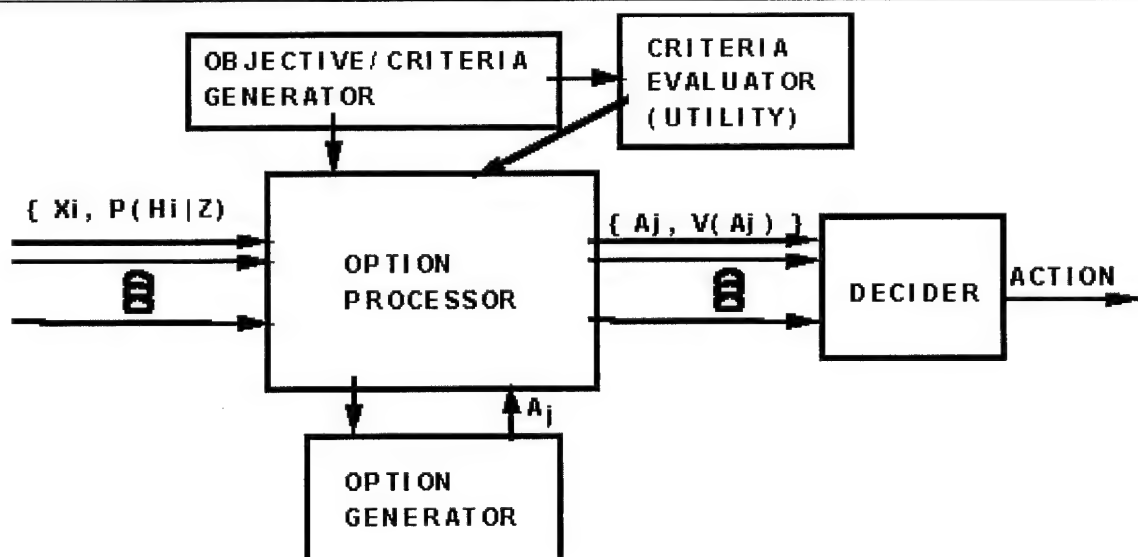 OBJECTIVE/CRITERIA
GENERATOR
CRITERIA
EVALUATOR
(UTILITY)
{ Xi, P(Hi|Z)
{ Aj, V(Aj) }
OPTION
PROCESSOR
DECIDER
ACTION
Aj
OPTION
GENERATOR